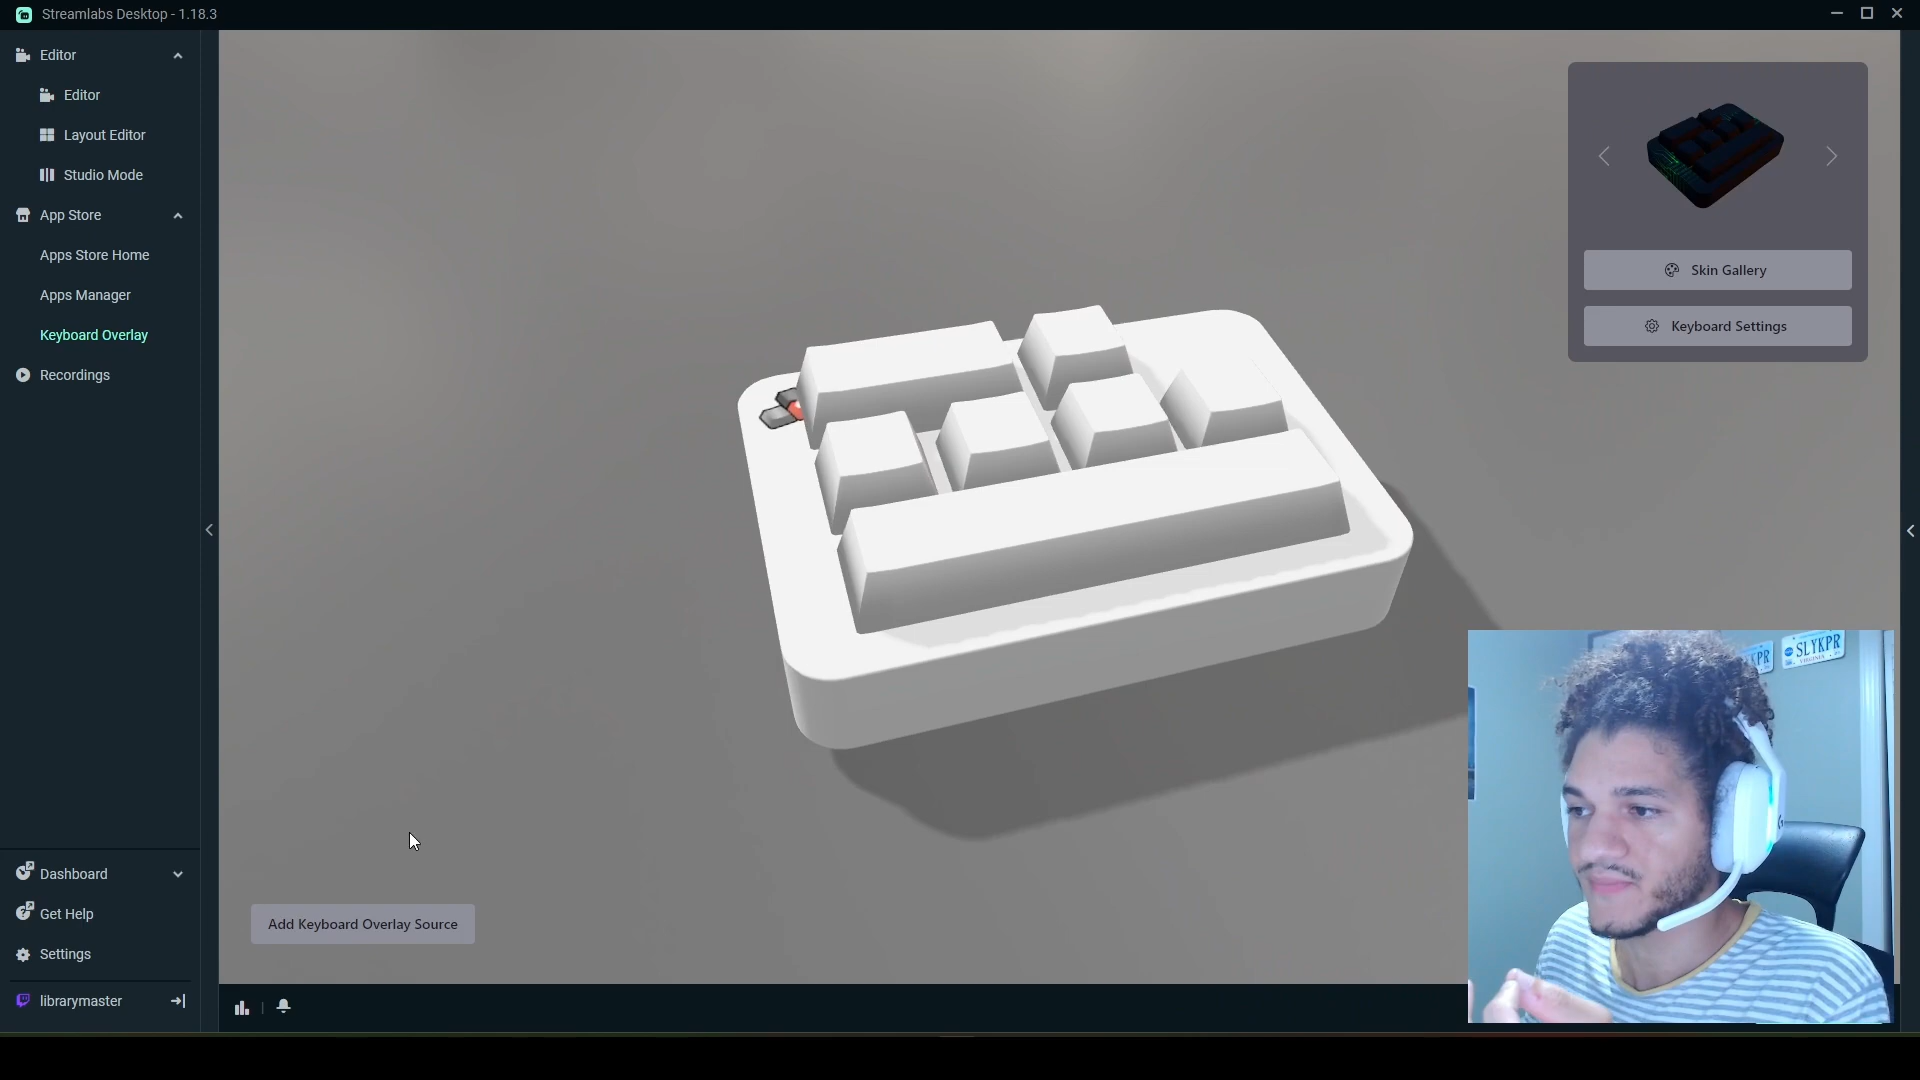 Streamlabs Desktop - 1.18.3
Editor
Editor
Layout Editor
Studio Mode
App Store
Apps Store Home
Apps Manager
Keyboard Overlay
Recordings
Skin Gallery
Keyboard Settings
PR
SLYKPR
Add Keyboard Overlay Source
Dashboard
Get Help
Settings
librarymaster